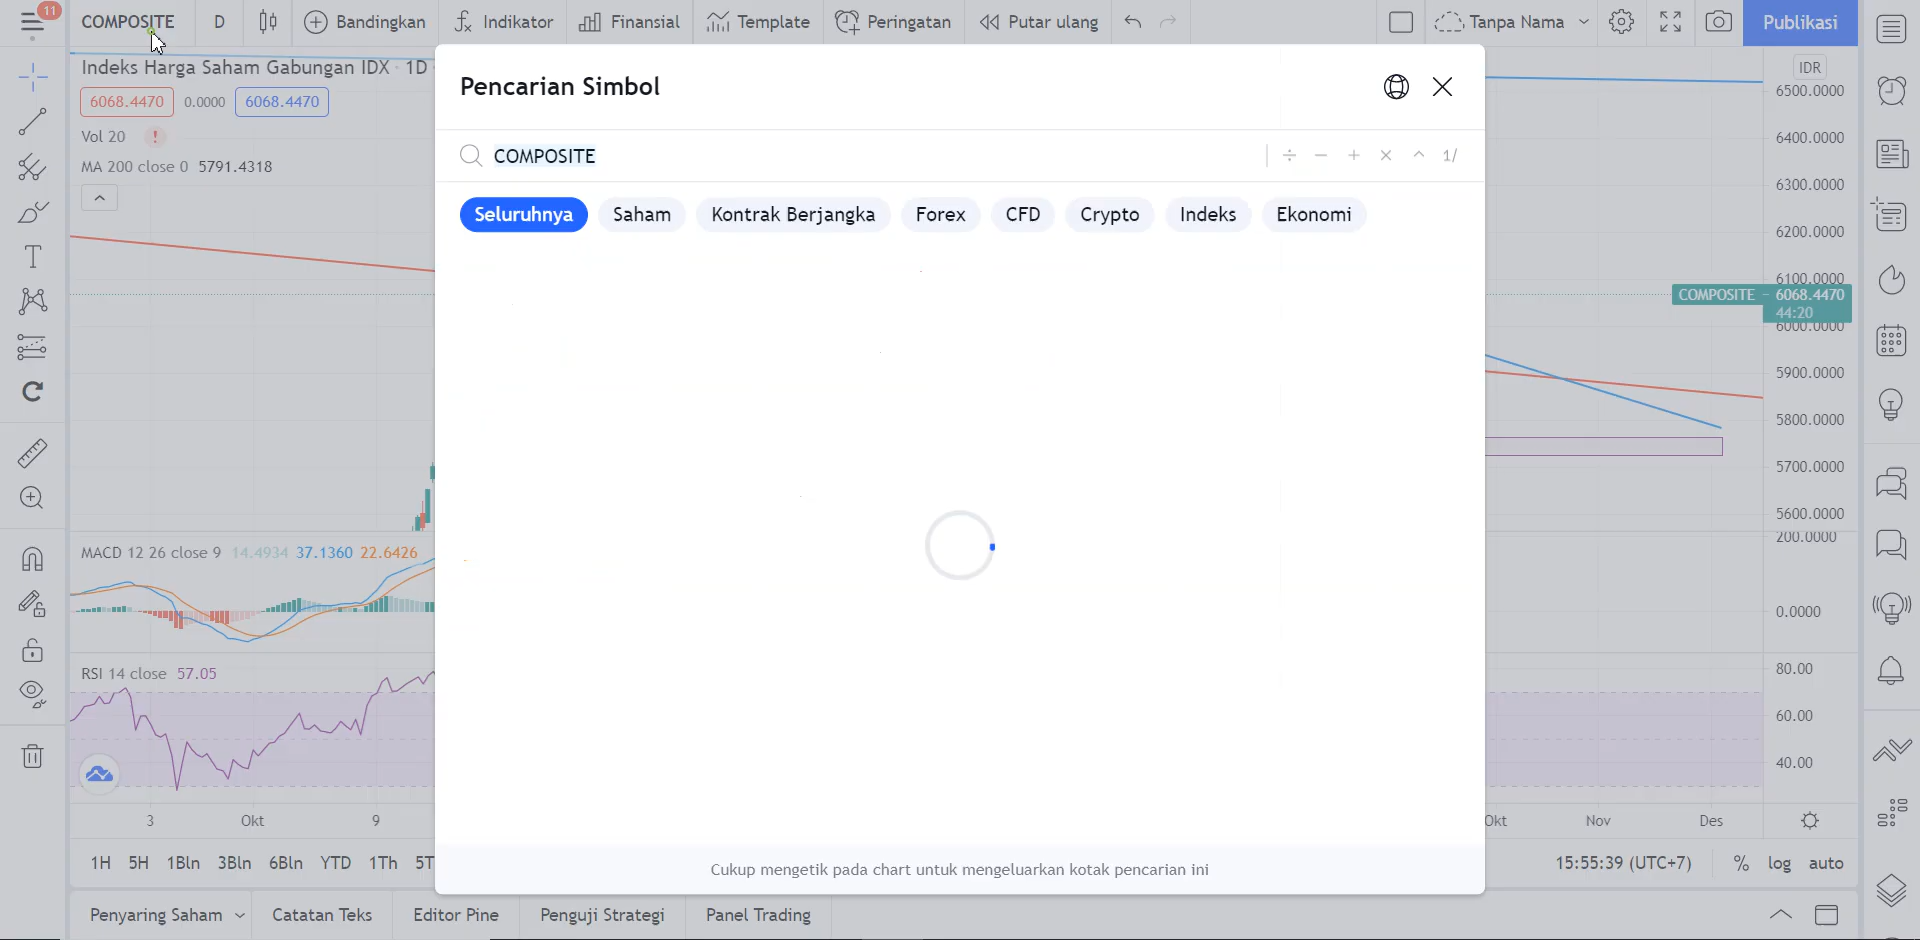 11
COMPOSITE D Bandingkan Indikator Finansial Template Peringatan Putar ulang Tanpa Nama Publikasi
Indeks Harga Saham Gabungan IDX · 1D
6068.4470 0.0000 6068.4470
Vol 20 !
MA 200 close 0 5791.4318
Pencarian Simbol
COMPOSITE ÷ − + × ^ 1/
Seluruhnya Saham Kontrak Berjangka Forex CFD Crypto Indeks Ekonomi
IDR
6500.0000
6400.0000
6300.0000
6200.0000
6100.0000
COMPOSITE 6068.4470
44:20
6000.0000
5900.0000
5800.0000
5700.0000
5600.0000
MACD 12 26 close 9 14.4934 37.1360 22.6426
200.0000
0.0000
RSI 14 close 57.05
80.00
60.00
40.00
3 Okt 9 Okt Nov Des
1H 5H 1Bln 3Bln 6Bln YTD 1Th 5T 15:55:39 (UTC+7) % log auto
Cukup mengetik pada chart untuk mengeluarkan kotak pencarian ini
Penyaring Saham Catatan Teks Editor Pine Penguji Strategi Panel Trading